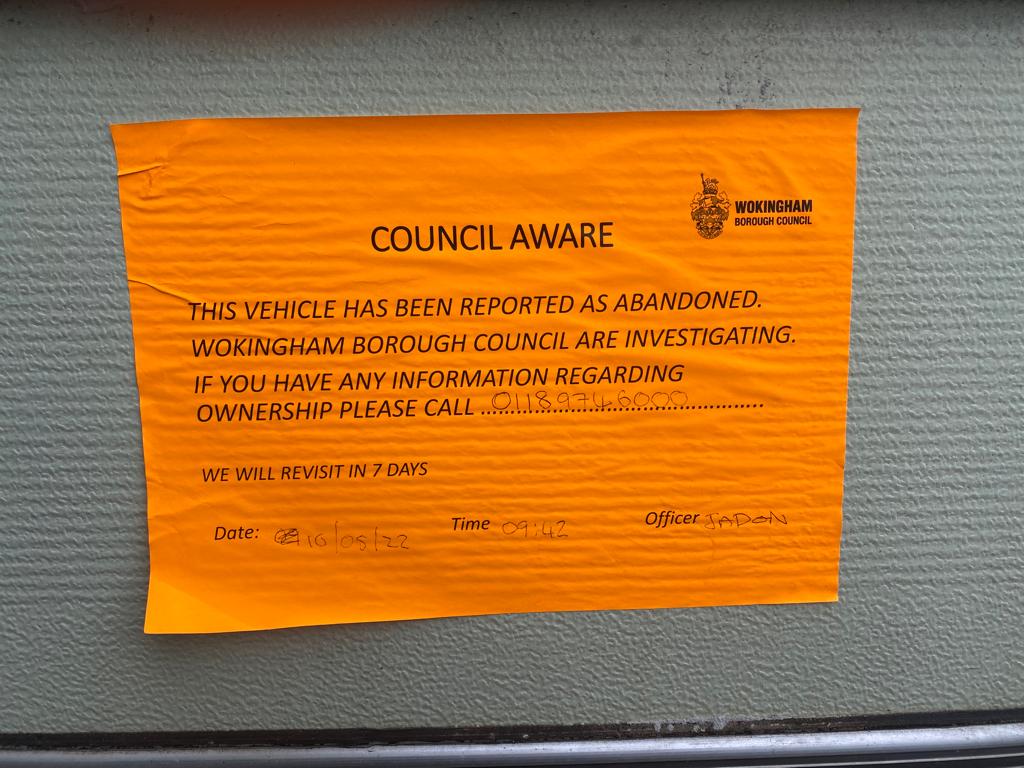 WOKINGHAM
BOROUGH COUNCIL
COUNCIL AWARE
THIS VEHICLE HAS BEEN REPORTED AS ABANDONED.
WOKINGHAM BOROUGH COUNCIL ARE INVESTIGATING.
IF YOU HAVE ANY INFORMATION REGARDING
OWNERSHIP PLEASE CALL ...01189746000...
WE WILL REVISIT IN 7 DAYS
Date: 16/05/22 Time 09:42 Officer JADON